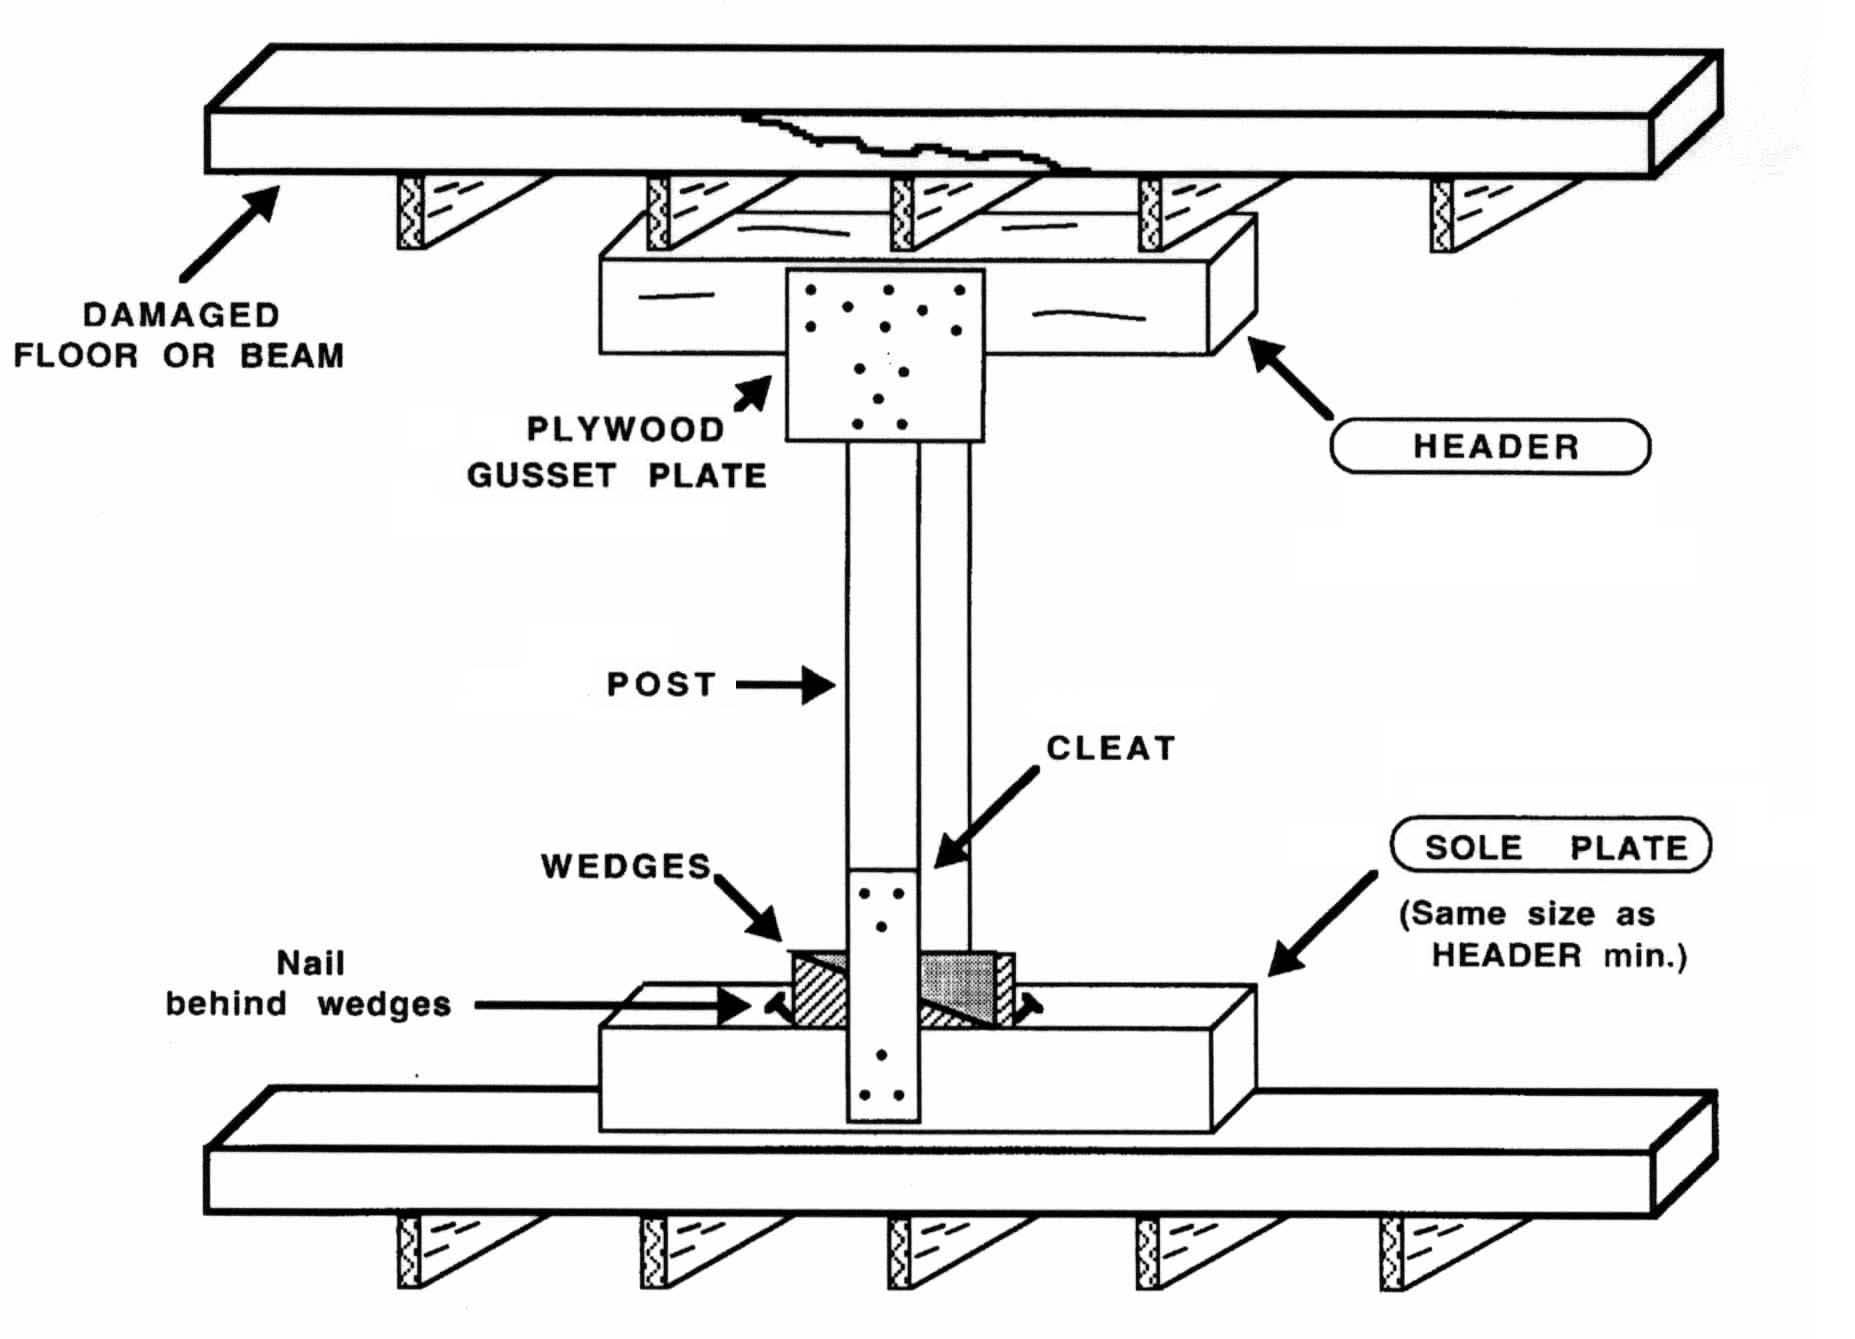 DAMAGED
FLOOR OR BEAM
PLYWOOD
GUSSET PLATE
HEADER
POST
CLEAT
WEDGES
SOLE PLATE
(Same size as
HEADER min.)
Nail
behind wedges